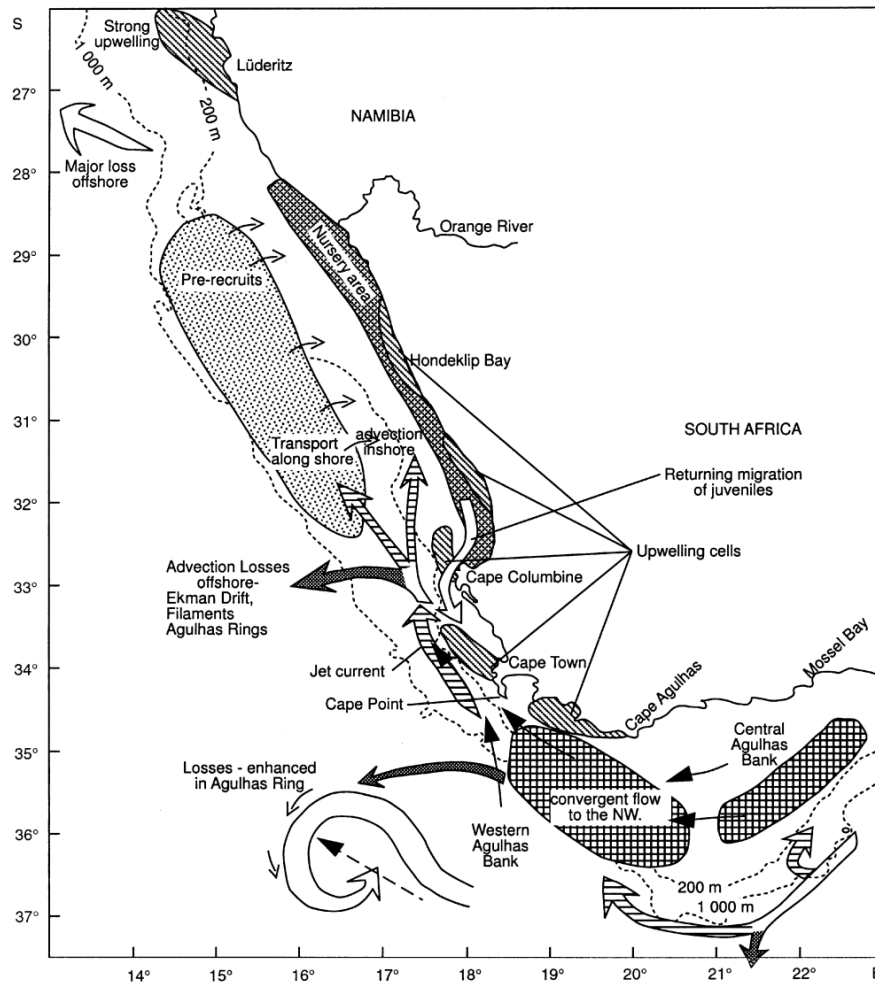 S
Strong
upwelling
1 000 m
200 m
Lüderitz
27°
NAMIBIA
Major loss
offshore
28°
Orange River
29°
Nursery area
Pre-recruits
30°
Hondeklip Bay
31°
SOUTH AFRICA
Transport
along shore
advection
inshore
Returning migration
of juveniles
32°
Upwelling cells
Advection Losses
offshore-
Ekman Drift,
Filaments
Agulhas Rings
33°
Cape Columbine
34°
Jet current
Cape Town
Cape Point
Cape Agulhas
Mossel Bay
35°
Central
Agulhas
Bank
Losses - enhanced
in Agulhas Ring
convergent flow
to the NW.
36°
Western
Agulhas
Bank
200 m
1 000 m
37°
14°
15°
16°
17°
18°
19°
20°
21°
22°
E